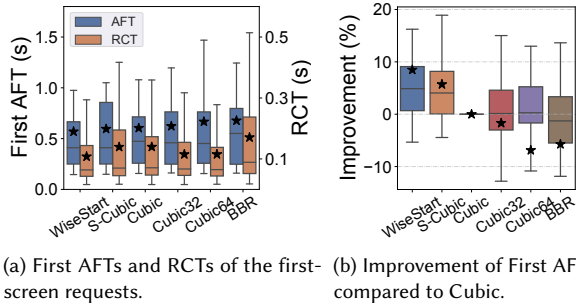 AFT
RCT
First AFT (s)
1.5
1.0
0.5
0.0
0.5
0.3
0.1
RCT (s)
WiseStart
S-Cubic
Cubic
Cubic32
Cubic64
BBR
Improvement (%)
20
10
0
−10
WiseStart
S-Cubic
Cubic
Cubic32
Cubic64
BBR
(a) First AFTs and RCTs of the first-
screen requests.
(b) Improvement of First AF
compared to Cubic.